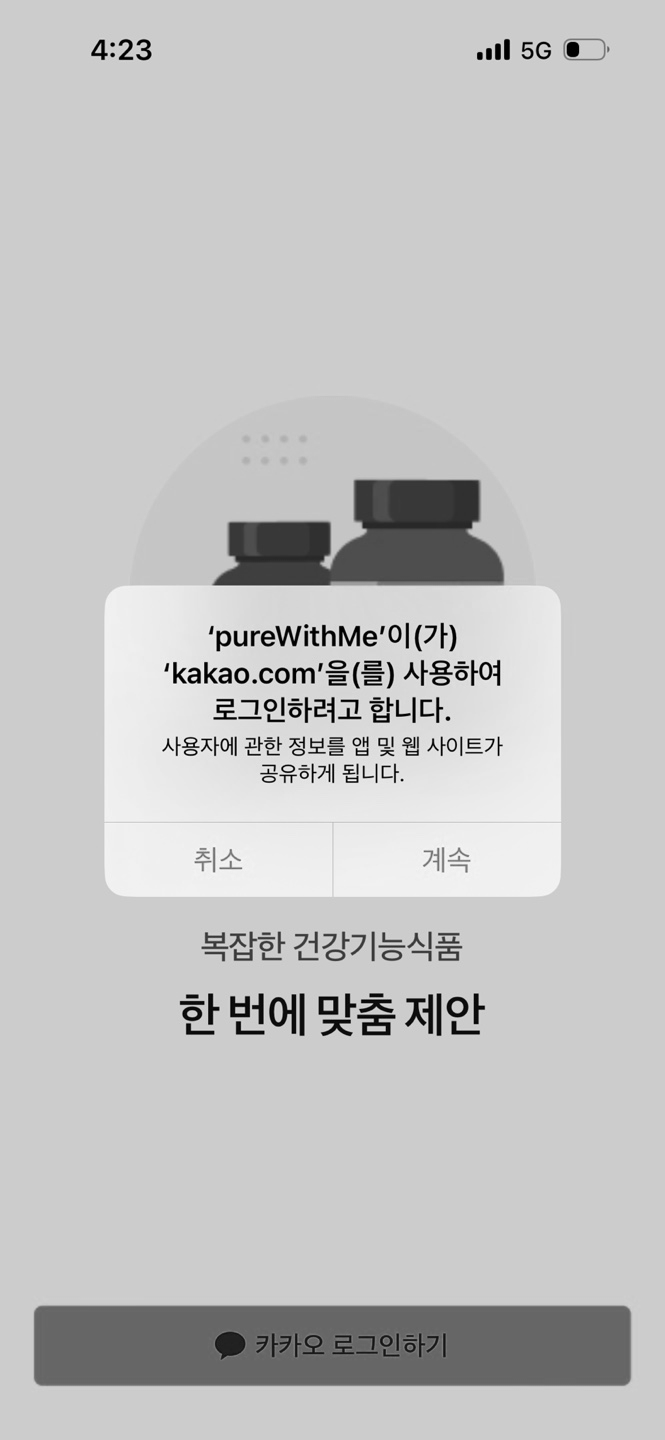 4:23
5G
‘pureWithMe’이(가)
‘kakao.com’을(를) 사용하여
로그인하려고 합니다.
사용자에 관한 정보를 앱 및 웹 사이트가
공유하게 됩니다.
취소
계속
복잡한 건강기능식품
한 번에 맞춤 제안
카카오 로그인하기